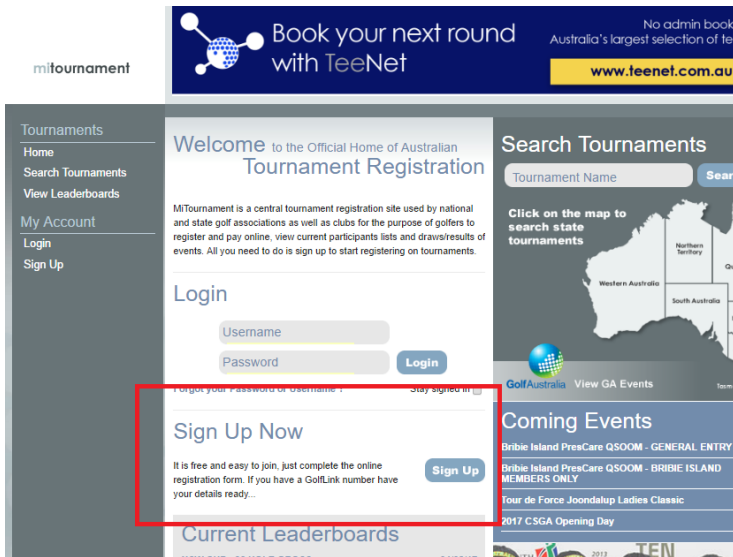 mitournament
Book your next round
with TeeNet
No admin book
Australia's largest selection of te
www.teenet.com.au
Tournaments
Home
Search Tournaments
View Leaderboards
My Account
Login
Sign Up
Welcome to the Official Home of Australian
Tournament Registration
MiTournament is a central tournament registration site used by national
and state golf associations as well as clubs for the purpose of golfers to
register and pay online, view current participants lists and draws/results of
events. All you need to do is sign up to start registering on tournaments.
Login
Username
Password
Login
Forgot your Password or Username ?
Stay signed in
Sign Up Now
It is free and easy to join, just complete the online
registration form. If you have a GolfLink number have
your details ready...
Sign Up
Current Leaderboards
Search Tournaments
Tournament Name
Sear
Click on the map to
search state
tournaments
Northern
Territory
Western Australia
South Australia
GolfAustralia
View GA Events
Coming Events
Bribie Island PresCare QSOOM - GENERAL ENTRY
Bribie Island PresCare QSOOM - BRIBIE ISLAND
MEMBERS ONLY
Tour de Force Joondalup Ladies Classic
2017 CSGA Opening Day
2013
TEN